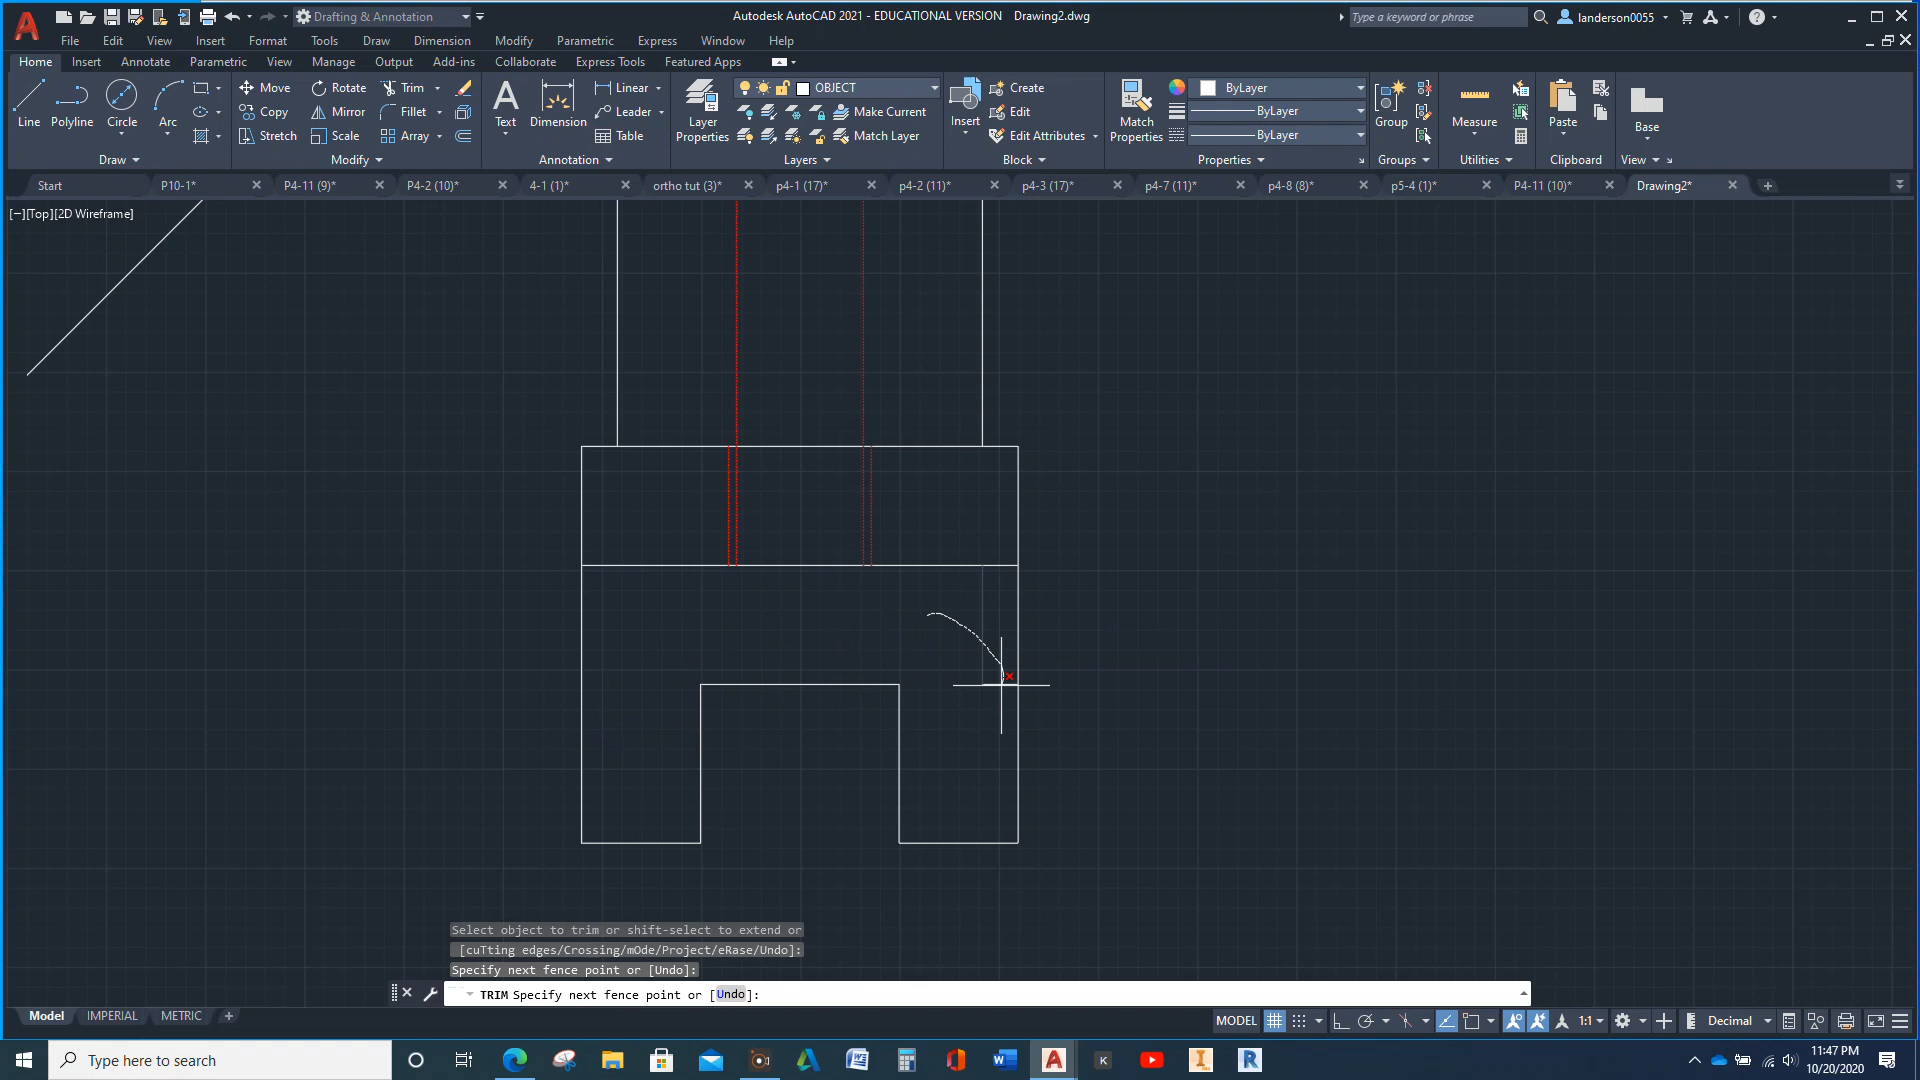 Drafting & Annotation
Autodesk AutoCAD 2021 - EDUCATIONAL VERSION Drawing2.dwg
Type a keyword or phrase
landerson0055
File Edit View Insert Format Tools Draw Dimension Modify Parametric Express Window Help
Home Insert Annotate Parametric View Manage Output Add-ins Collaborate Express Tools Featured Apps
Line Polyline Circle Arc
Draw
Move Rotate Trim
Copy Mirror Fillet
Stretch Scale Array
Modify
Text Dimension
Linear
Leader
Table
Annotation
Layer Properties
OBJECT
Make Current
Match Layer
Layers
Insert
Create
Edit
Edit Attributes
Block
Match Properties
ByLayer
ByLayer
ByLayer
Properties
Group
Groups
Measure
Utilities
Paste
Clipboard
Base
View
Start P10-1* P4-11 (9)* P4-2 (10)* 4-1 (1)* ortho tut (3)* p4-1 (17)* p4-2 (11)* p4-3 (17)* p4-7 (11)* p4-8 (8)* p5-4 (1)* P4-11 (10)* Drawing2*
[−][Top][2D Wireframe]
Select object to trim or shift-select to extend or
[cuTting edges/Crossing/mOde/Project/eRase/Undo]:
Specify next fence point or [Undo]:
TRIM Specify next fence point or [Undo]:
Model IMPERIAL METRIC
MODEL 1:1 Decimal
Type here to search
11:47 PM
10/20/2020